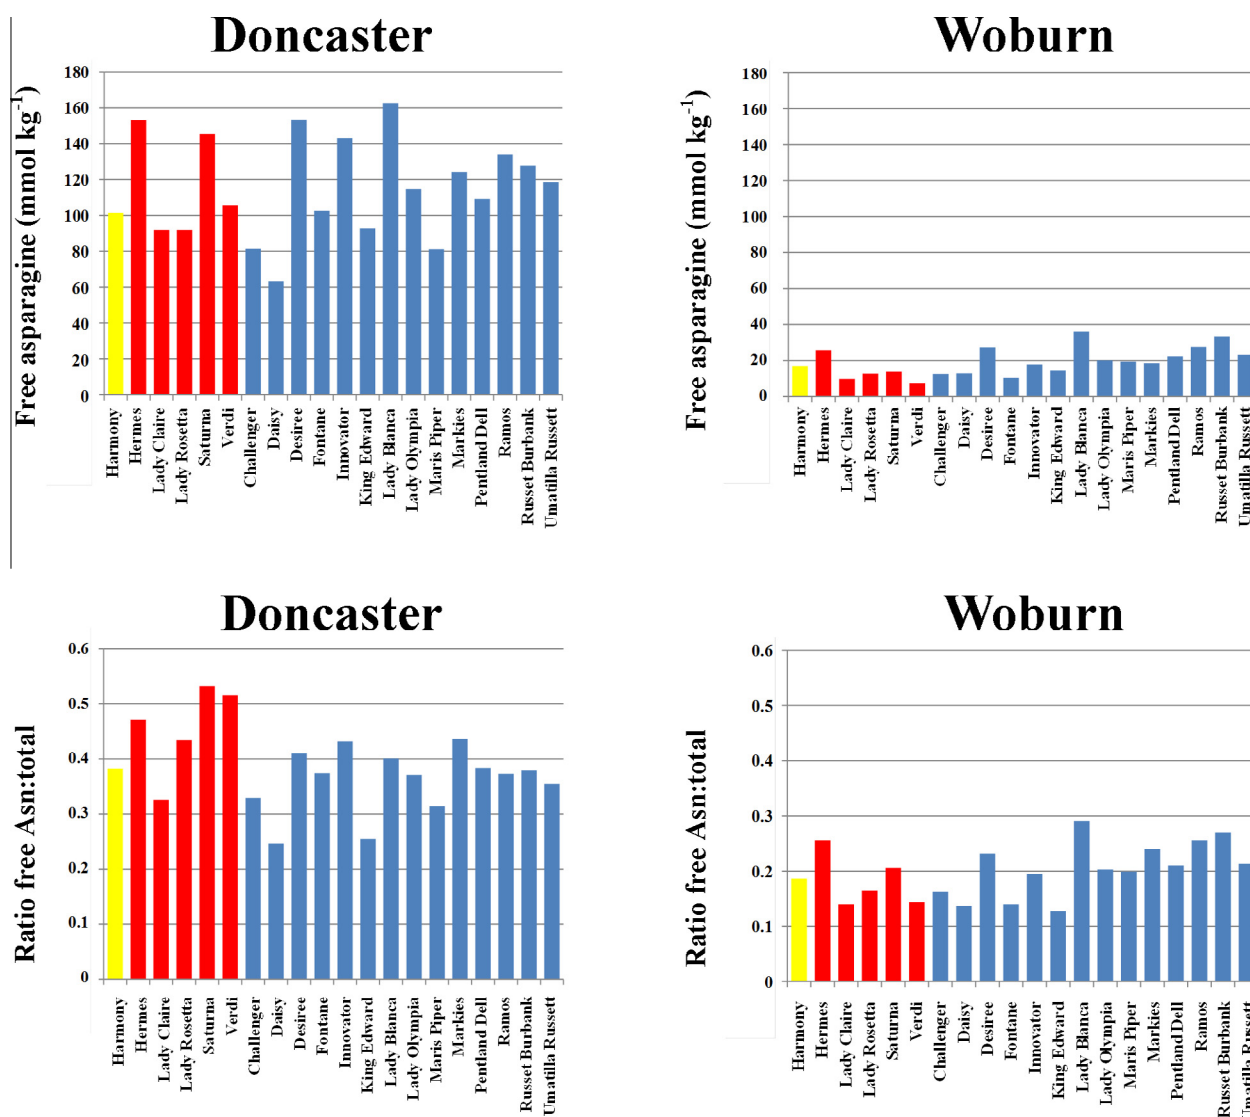 Doncaster
Free asparagine (mmol kg-1)
180
160
140
120
100
80
60
40
20
0
Harmony
Hermes
Lady Claire
Lady Rosetta
Saturna
Verdi
Challenger
Daisy
Desiree
Fontane
Innovator
King Edward
Lady Blanca
Lady Olympia
Maris Piper
Markies
Pentland Dell
Ramos
Russet Burbank
Umatilla Russett
Woburn
Free asparagine (mmol kg-1)
180
160
140
120
100
80
60
40
20
0
Harmony
Hermes
Lady Claire
Lady Rosetta
Saturna
Verdi
Challenger
Daisy
Desiree
Fontane
Innovator
King Edward
Lady Blanca
Lady Olympia
Maris Piper
Markies
Pentland Dell
Ramos
Russet Burbank
Umatilla Russett
Doncaster
Ratio free Asn:total
0.6
0.5
0.4
0.3
0.2
0.1
0
Harmony
Hermes
Lady Claire
Lady Rosetta
Saturna
Verdi
Challenger
Daisy
Desiree
Fontane
Innovator
King Edward
Lady Blanca
Lady Olympia
Maris Piper
Markies
Pentland Dell
Ramos
Russet Burbank
Umatilla Russett
Woburn
Ratio free Asn:total
0.6
0.5
0.4
0.3
0.2
0.1
0
Harmony
Hermes
Lady Claire
Lady Rosetta
Saturna
Verdi
Challenger
Daisy
Desiree
Fontane
Innovator
King Edward
Lady Blanca
Lady Olympia
Maris Piper
Markies
Pentland Dell
Ramos
Russet Burbank
Umatilla Russett